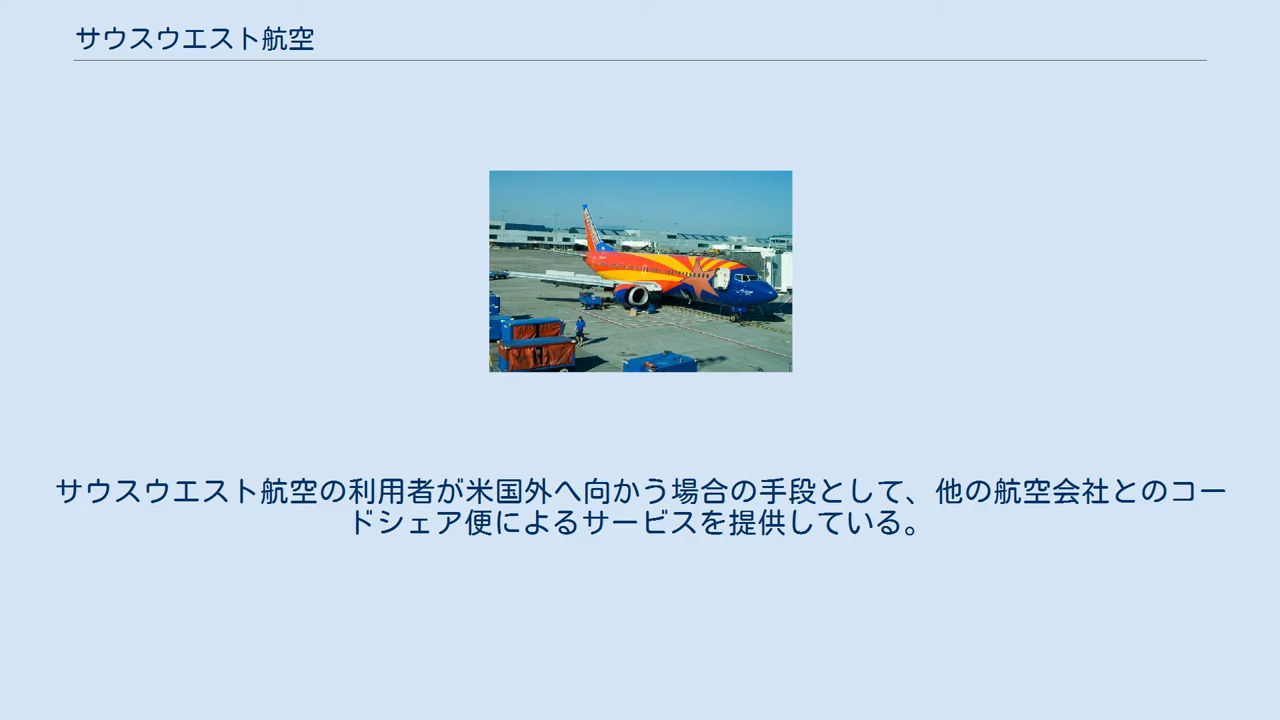 サウスウエスト航空
サウスウエスト航空の利用者が米国外へ向かう場合の手段として、他の航空会社とのコー
ドシェア便によるサービスを提供している。